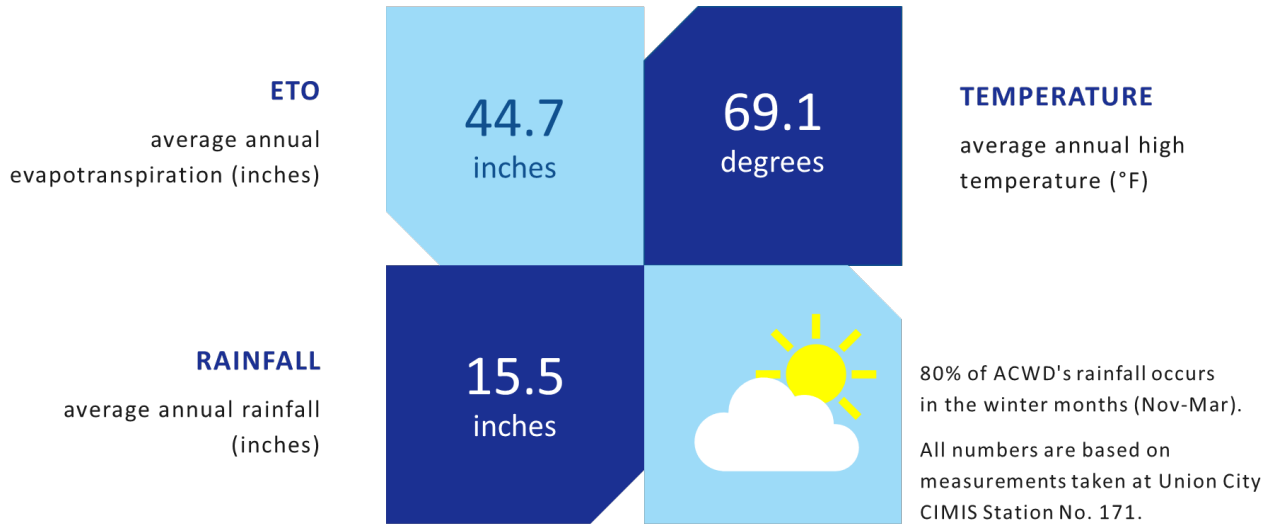 ETO
average annual
evapotranspiration (inches)
44.7
inches
69.1
degrees
TEMPERATURE
average annual high
temperature (°F)
RAINFALL
average annual rainfall
(inches)
15.5
inches
80% of ACWD's rainfall occurs
in the winter months (Nov-Mar).
All numbers are based on
measurements taken at Union City
CIMIS Station No. 171.